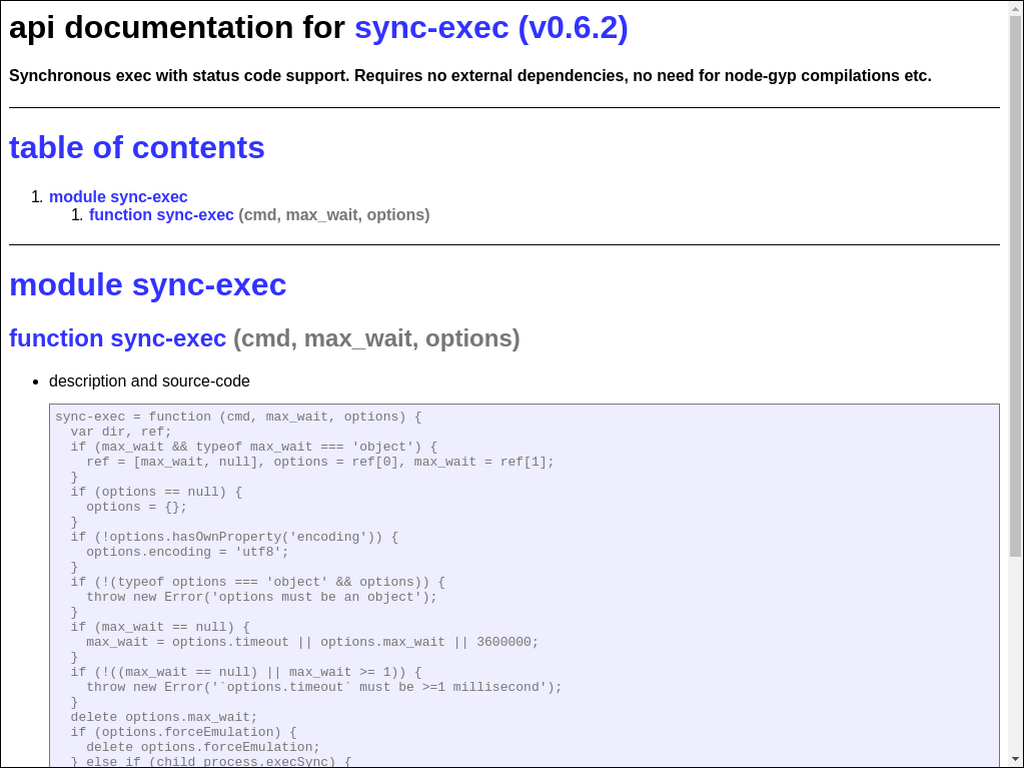 api documentation for sync-exec (v0.6.2)
Synchronous exec with status code support. Requires no external dependencies, no need for node-gyp compilations etc.
table of contents
1. module sync-exec
1. function sync-exec (cmd, max_wait, options)
module sync-exec
function sync-exec (cmd, max_wait, options)
• description and source-code
sync-exec = function (cmd, max_wait, options) {
  var dir, ref;
  if (max_wait && typeof max_wait === 'object') {
    ref = [max_wait, null], options = ref[0], max_wait = ref[1];
  }
  if (options == null) {
    options = {};
  }
  if (!options.hasOwnProperty('encoding')) {
    options.encoding = 'utf8';
  }
  if (!(typeof options === 'object' && options)) {
    throw new Error('options must be an object');
  }
  if (max_wait == null) {
    max_wait = options.timeout || options.max_wait || 3600000;
  }
  if (!((max_wait == null) || max_wait >= 1)) {
    throw new Error('`options.timeout` must be >=1 millisecond');
  }
  delete options.max_wait;
  if (options.forceEmulation) {
    delete options.forceEmulation;
  } else if (child_process.execSync) {